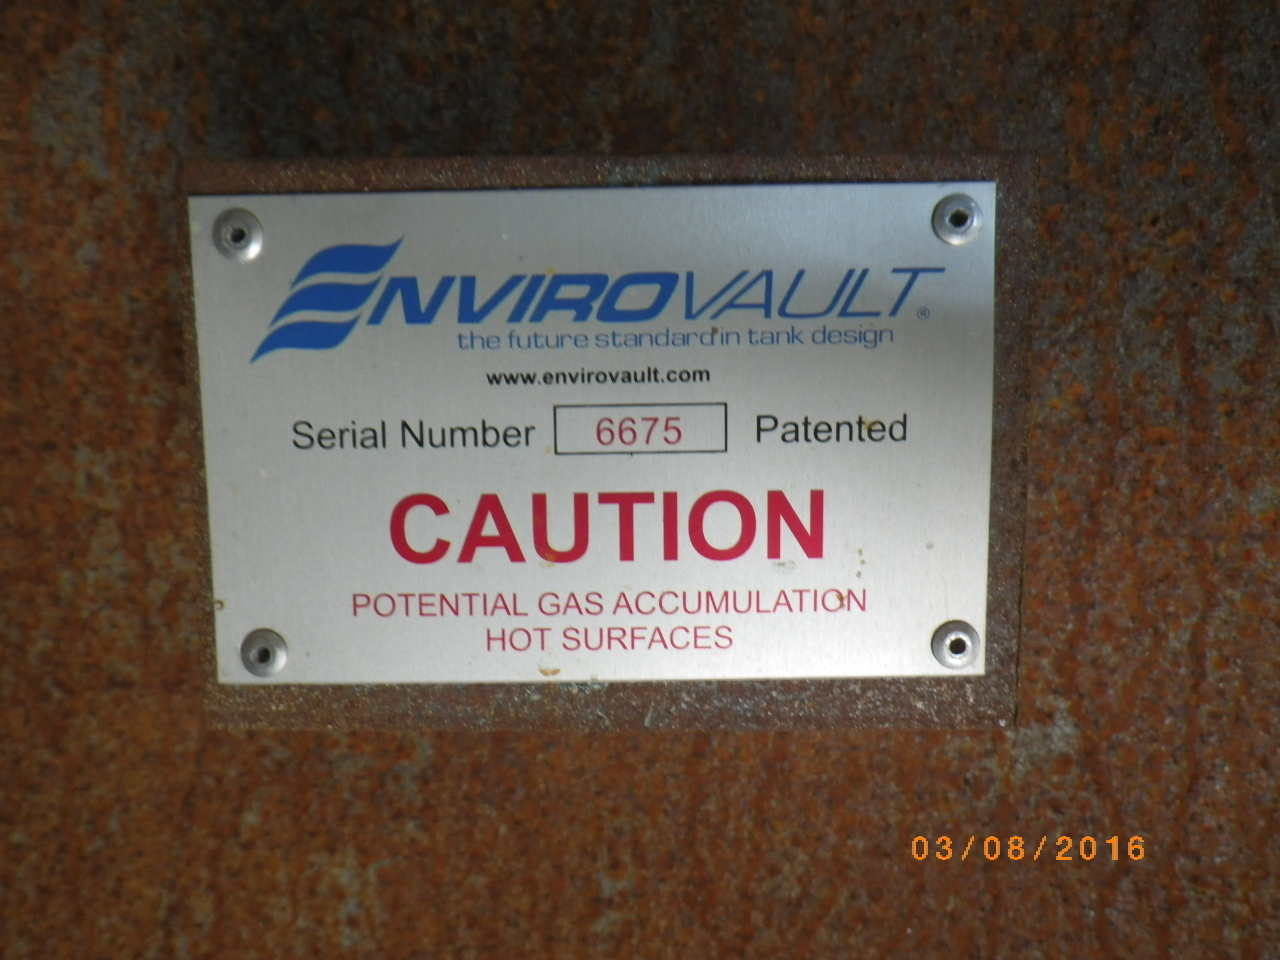 ENVIROVAULT®
the future standard in tank design
www.envirovault.com
Serial Number 6675 Patented
CAUTION
POTENTIAL GAS ACCUMULATION
HOT SURFACES
03/08/2016